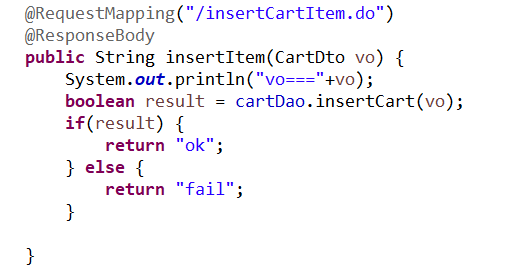 @RequestMapping("/insertCartItem.do")
@ResponseBody
public String insertItem(CartDto vo) {
    System.out.println("vo==="+vo);
    boolean result = cartDao.insertCart(vo);
    if(result) {
        return "ok";
    } else {
        return "fail";
    }
}